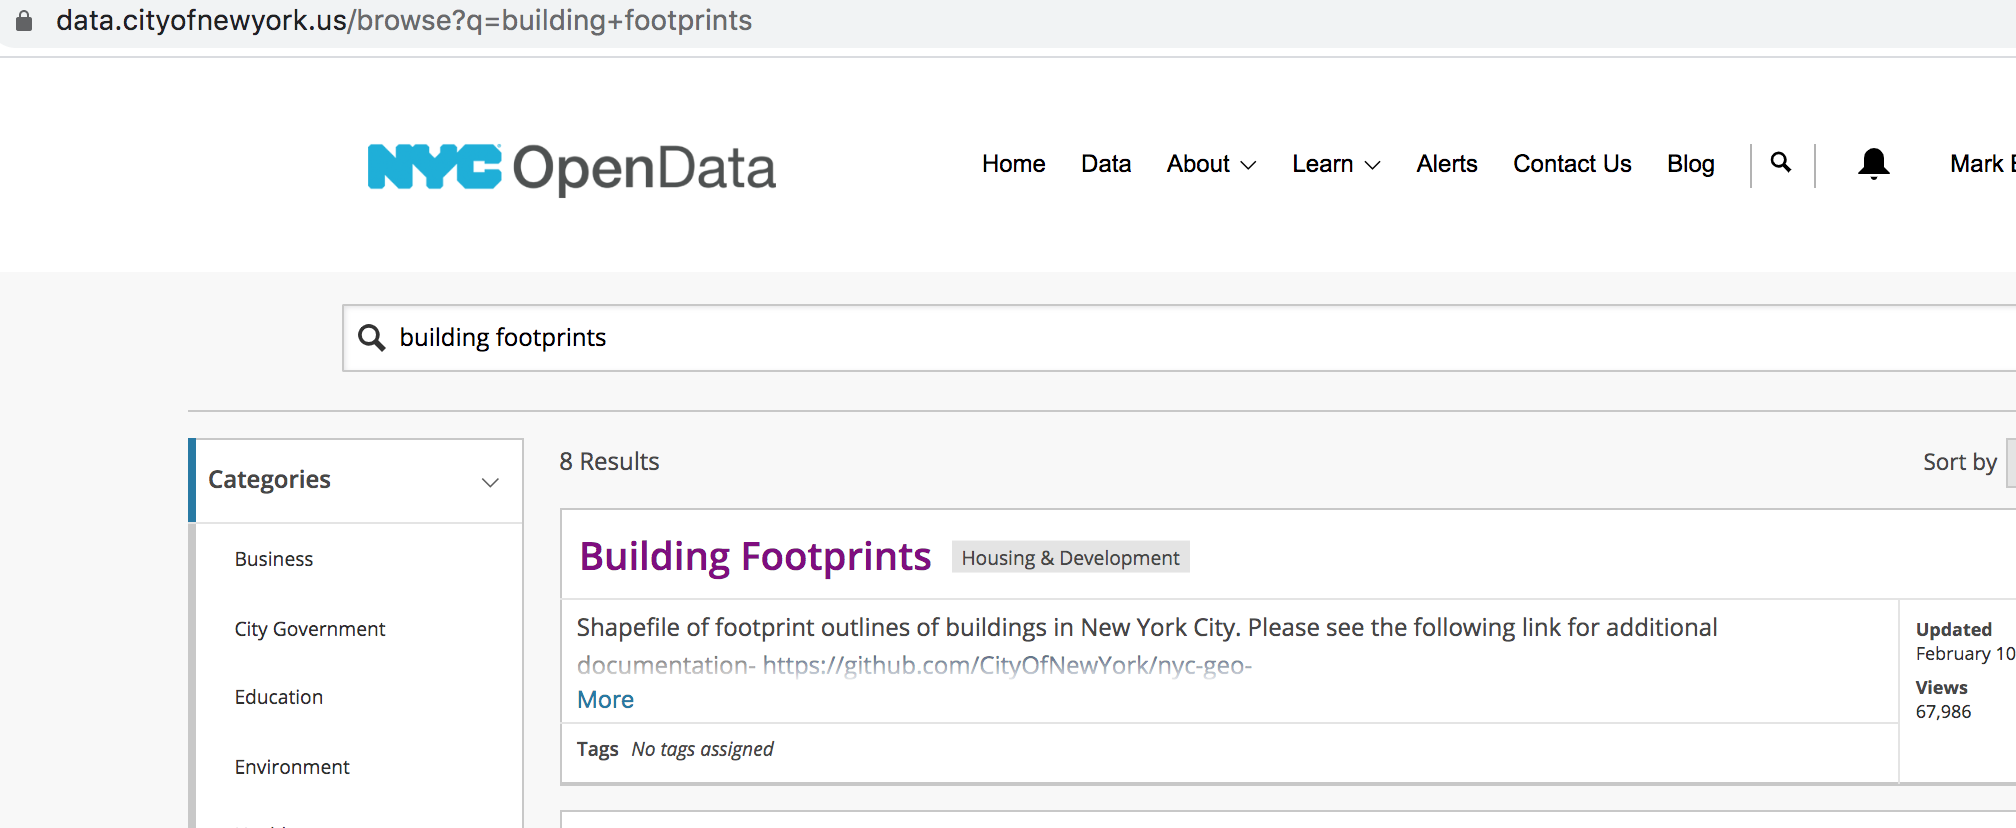 data.cityofnewyork.us/browse?q=building+footprints
NYC OpenData
Home Data About Learn Alerts Contact Us Blog Mark
building footprints
8 Results
Sort by
Categories
Business
City Government
Education
Environment
Building Footprints Housing & Development
Shapefile of footprint outlines of buildings in New York City. Please see the following link for additional
documentation- https://github.com/CityOfNewYork/nyc-geo-
More
Tags No tags assigned
Updated
February 10
Views
67,986